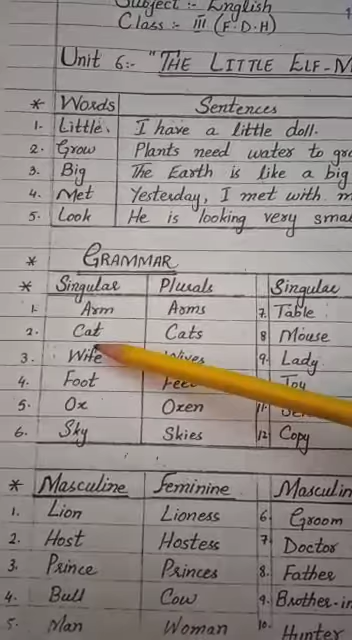 Subject :- English
Class :- III (F.D.H)
Unit 6:- "THE LITTLE ELF-M
* Words Sentences
1. Little. I have a little doll.
2. Grow Plants need water to gro
3. Big The Earth is like a big
4. Met Yesterday, I met with m
5. Look He is looking very sma
* GRAMMAR
* Singular Plurals Singular
1. Arm Arms 7. Table
2. Cat Cats 8 Mouse
3. Wife Wives 9. Lady
4. Foot Feet Toy
5. Ox Oxen 11.
6. Sky Skies 12 Copy
* Masculine Feminine Masculin
1. Lion Lioness 6. Groom
2. Host Hostess 7. Doctor
3. Prince Princes 8. Father
4. Bull Cow 9. Brother-in
5. Man Woman 10. Hunter